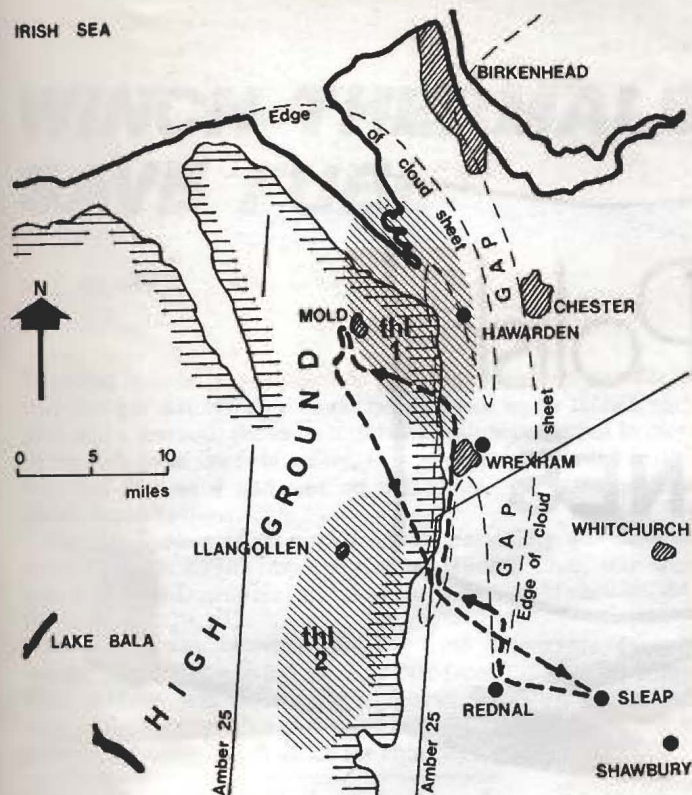 IRISH SEA
BIRKENHEAD
Edge
of cloud sheet
GAP
N
CHESTER
MOLD
thl
1
HAWARDEN
0 5 10
miles
HIGH GROUND
WREXHAM
sheet
GAP
Edge of cloud
WHITCHURCH
LLANGOLLEN
thl
2
LAKE BALA
REDNAL
SLEAP
Amber 25
Amber 25
SHAWBURY